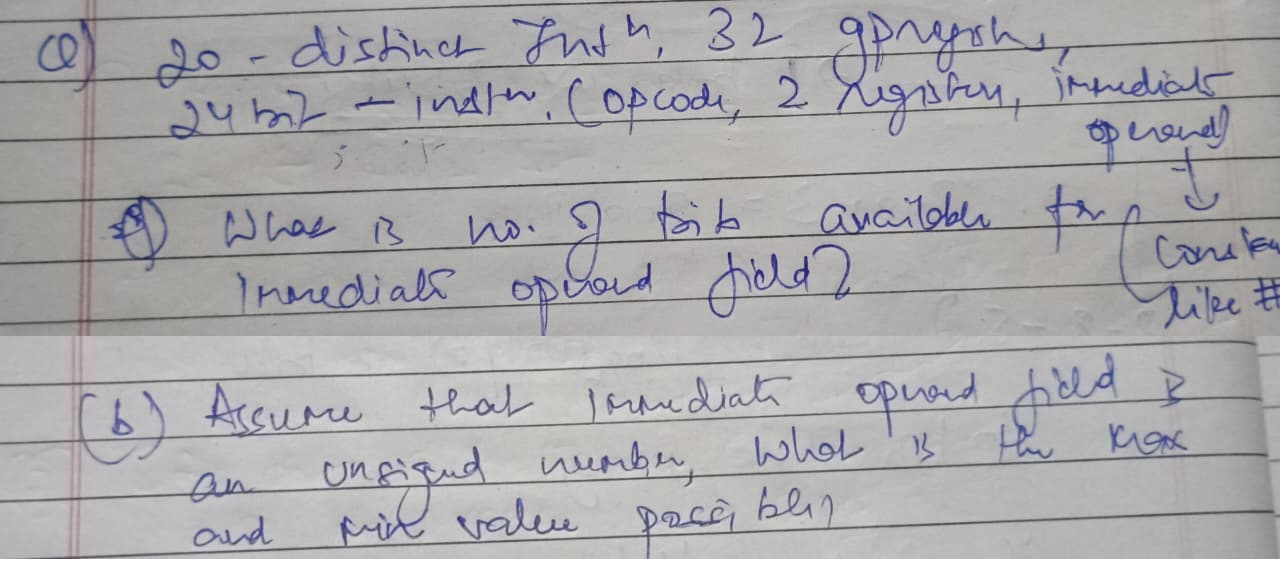 Q) 20 - distinct Instn, 32 gpregisters,
24 bit - instn. (opcode, 2 registers, immediate
operand)
a) What is no. of bits available for
Immediate operand field?
Constan
like #
(b) Assume that immediate operand field is
an unsigned number, What is the max
and min value possible?